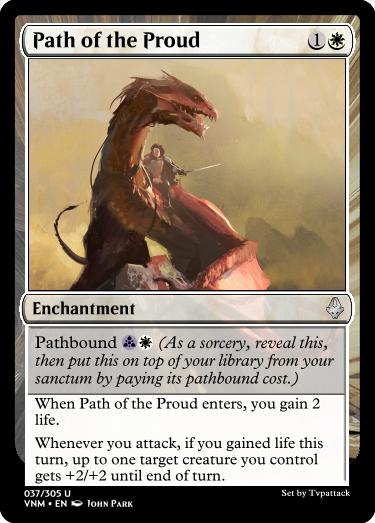 Path of the Proud 1
Enchantment
Pathbound (As a sorcery, reveal this,
then put this on top of your library from your
sanctum by paying its pathbound cost.)
When Path of the Proud enters, you gain 2
life.
Whenever you attack, if you gained life this
turn, up to one target creature you control
gets +2/+2 until end of turn.
037/305 U
VNM • EN John Park
Set by Tvpattack